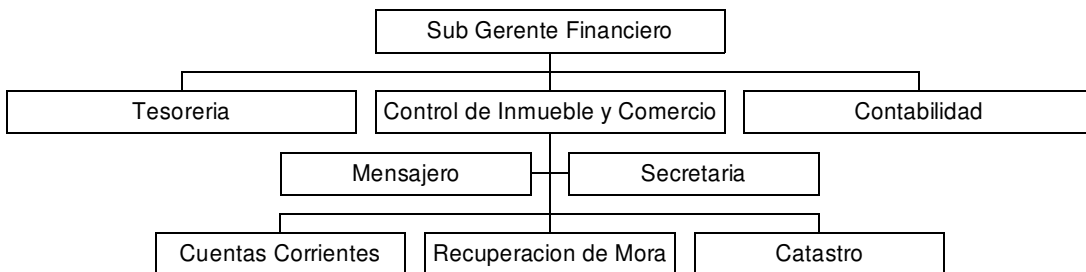 Sub Gerente Financiero
Tesoreria
Control de Inmueble y Comercio
Contabilidad
Mensajero
Secretaria
Cuentas Corrientes
Recuperacion de Mora
Catastro